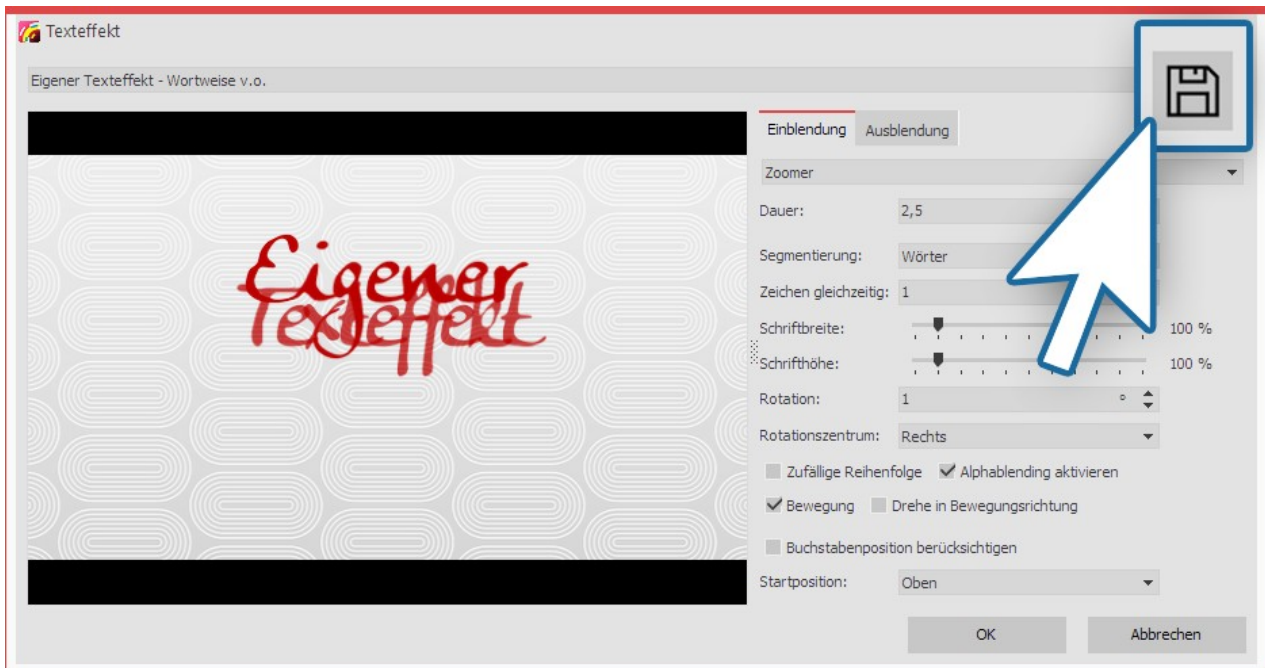 Texteffekt
Eigener Texteffekt - Wortweise v.o.
Eigener
Texteffekt
Einblendung Ausblendung
Zoomer
Dauer: 2,5
Segmentierung: Wörter
Zeichen gleichzeitig: 1
Schriftbreite: 100 %
Schrifthöhe: 100 %
Rotation: 1 °
Rotationszentrum: Rechts
Zufällige Reihenfolge Alphablending aktivieren
Bewegung Drehe in Bewegungsrichtung
Buchstabenposition berücksichtigen
Startposition: Oben
OK Abbrechen